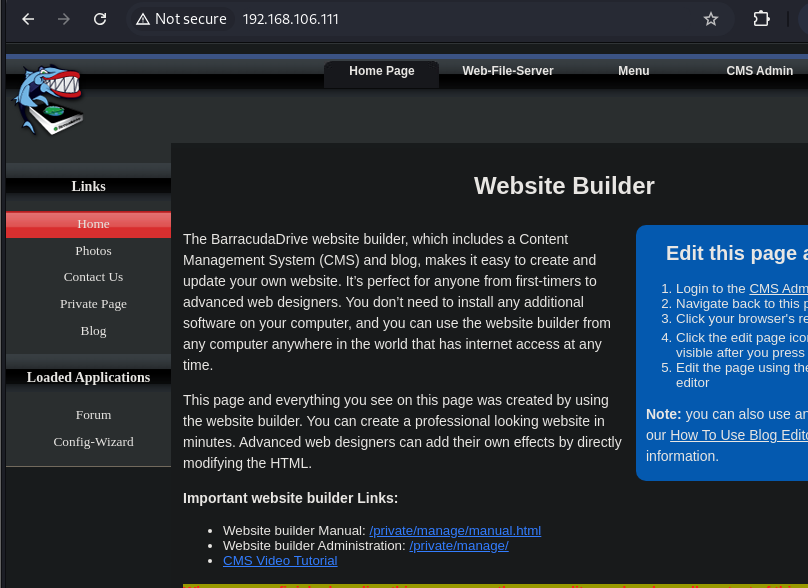 Not secure 192.168.106.111
Home Page Web-File-Server Menu CMS Admin
Links
Home
Photos
Contact Us
Private Page
Blog
Loaded Applications
Forum
Config-Wizard
Website Builder
The BarracudaDrive website builder, which includes a Content
Management System (CMS) and blog, makes it easy to create and
update your own website. It's perfect for anyone from first-timers to
advanced web designers. You don't need to install any additional
software on your computer, and you can use the website builder from
any computer anywhere in the world that has internet access at any
time.
This page and everything you see on this page was created by using
the website builder. You can create a professional looking website in
minutes. Advanced web designers can add their own effects by directly
modifying the HTML.
Important website builder Links:
• Website builder Manual: /private/manage/manual.html
• Website builder Administration: /private/manage/
• CMS Video Tutorial
Edit this page a
1. Login to the CMS Adm
2. Navigate back to this p
3. Click your browser's re
4. Click the edit page ico
visible after you press
5. Edit the page using the
editor
Note: you can also use an
our How To Use Blog Edito
information.